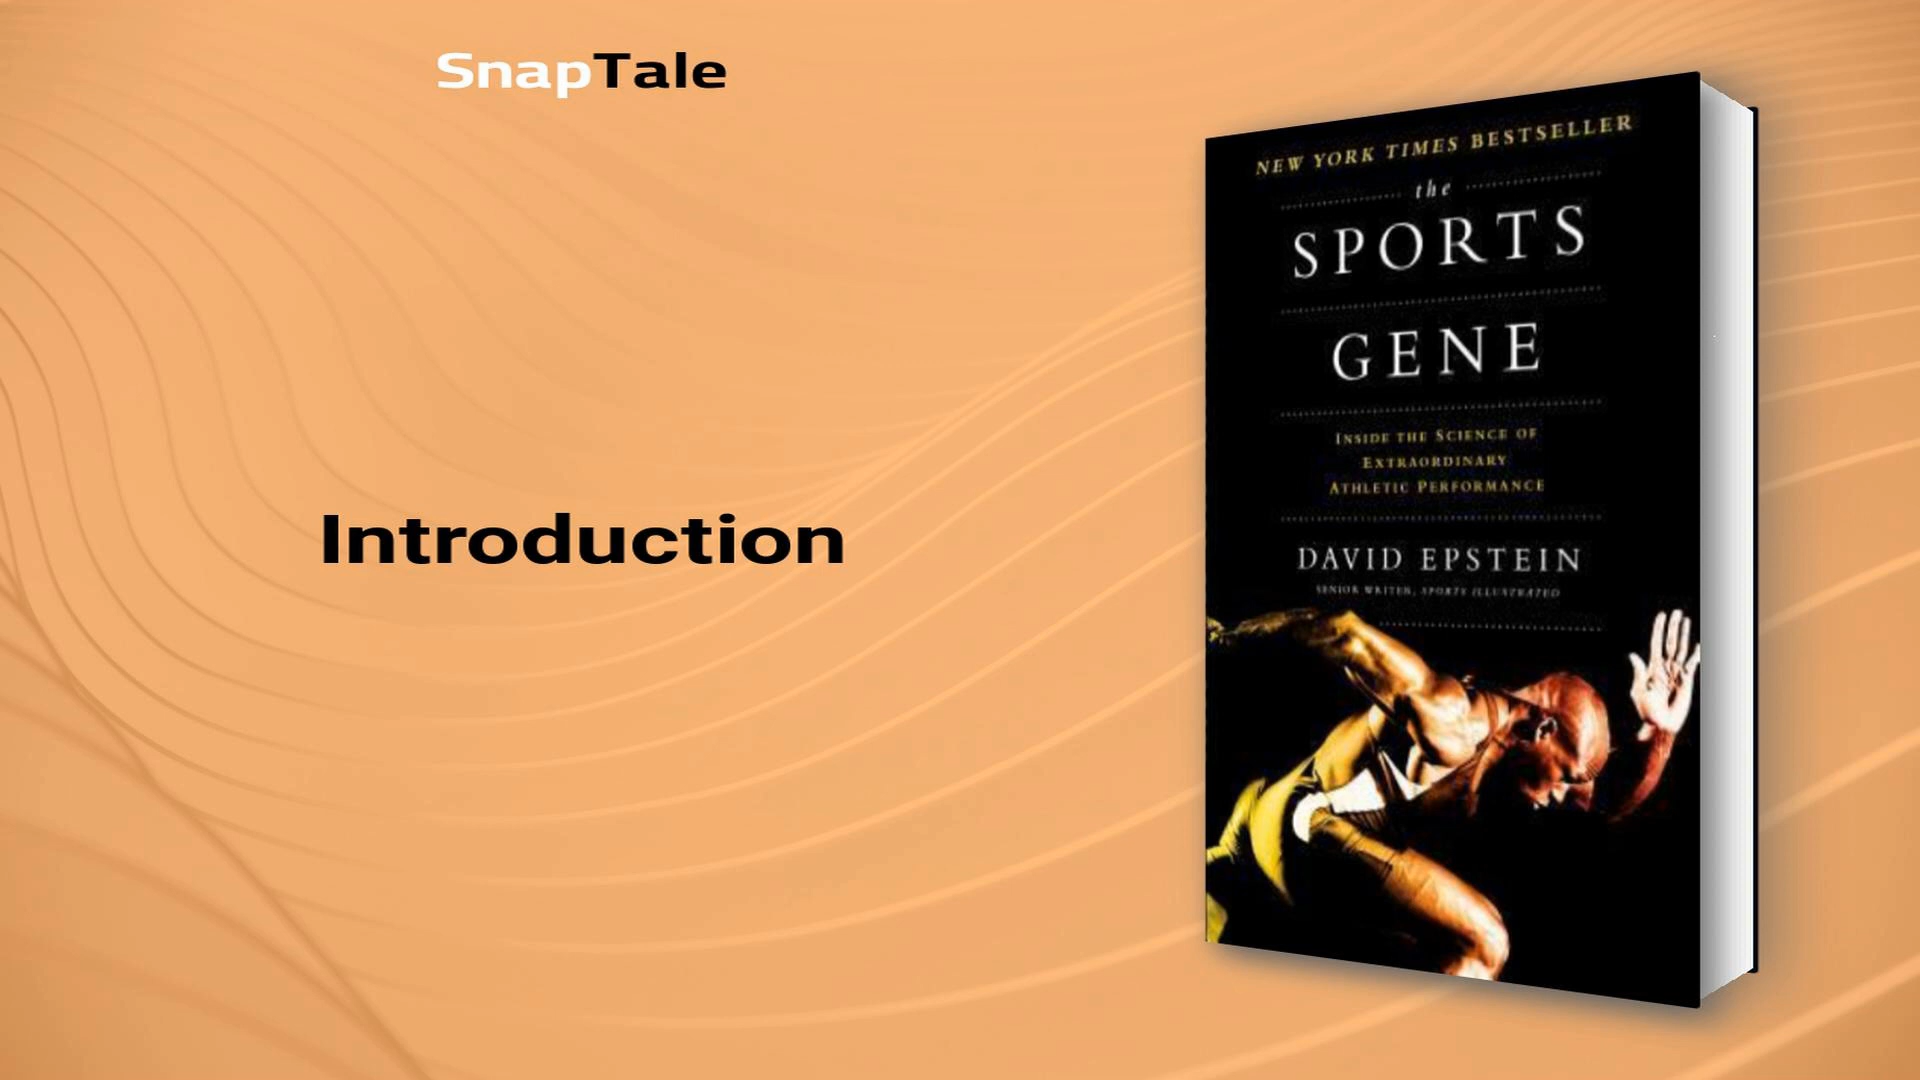 SnapTale
Introduction
NEW YORK TIMES BESTSELLER
the
SPORTS
GENE
INSIDE THE SCIENCE OF
EXTRAORDINARY
ATHLETIC PERFORMANCE
DAVID EPSTEIN
SENIOR WRITER, SPORTS ILLUSTRATED